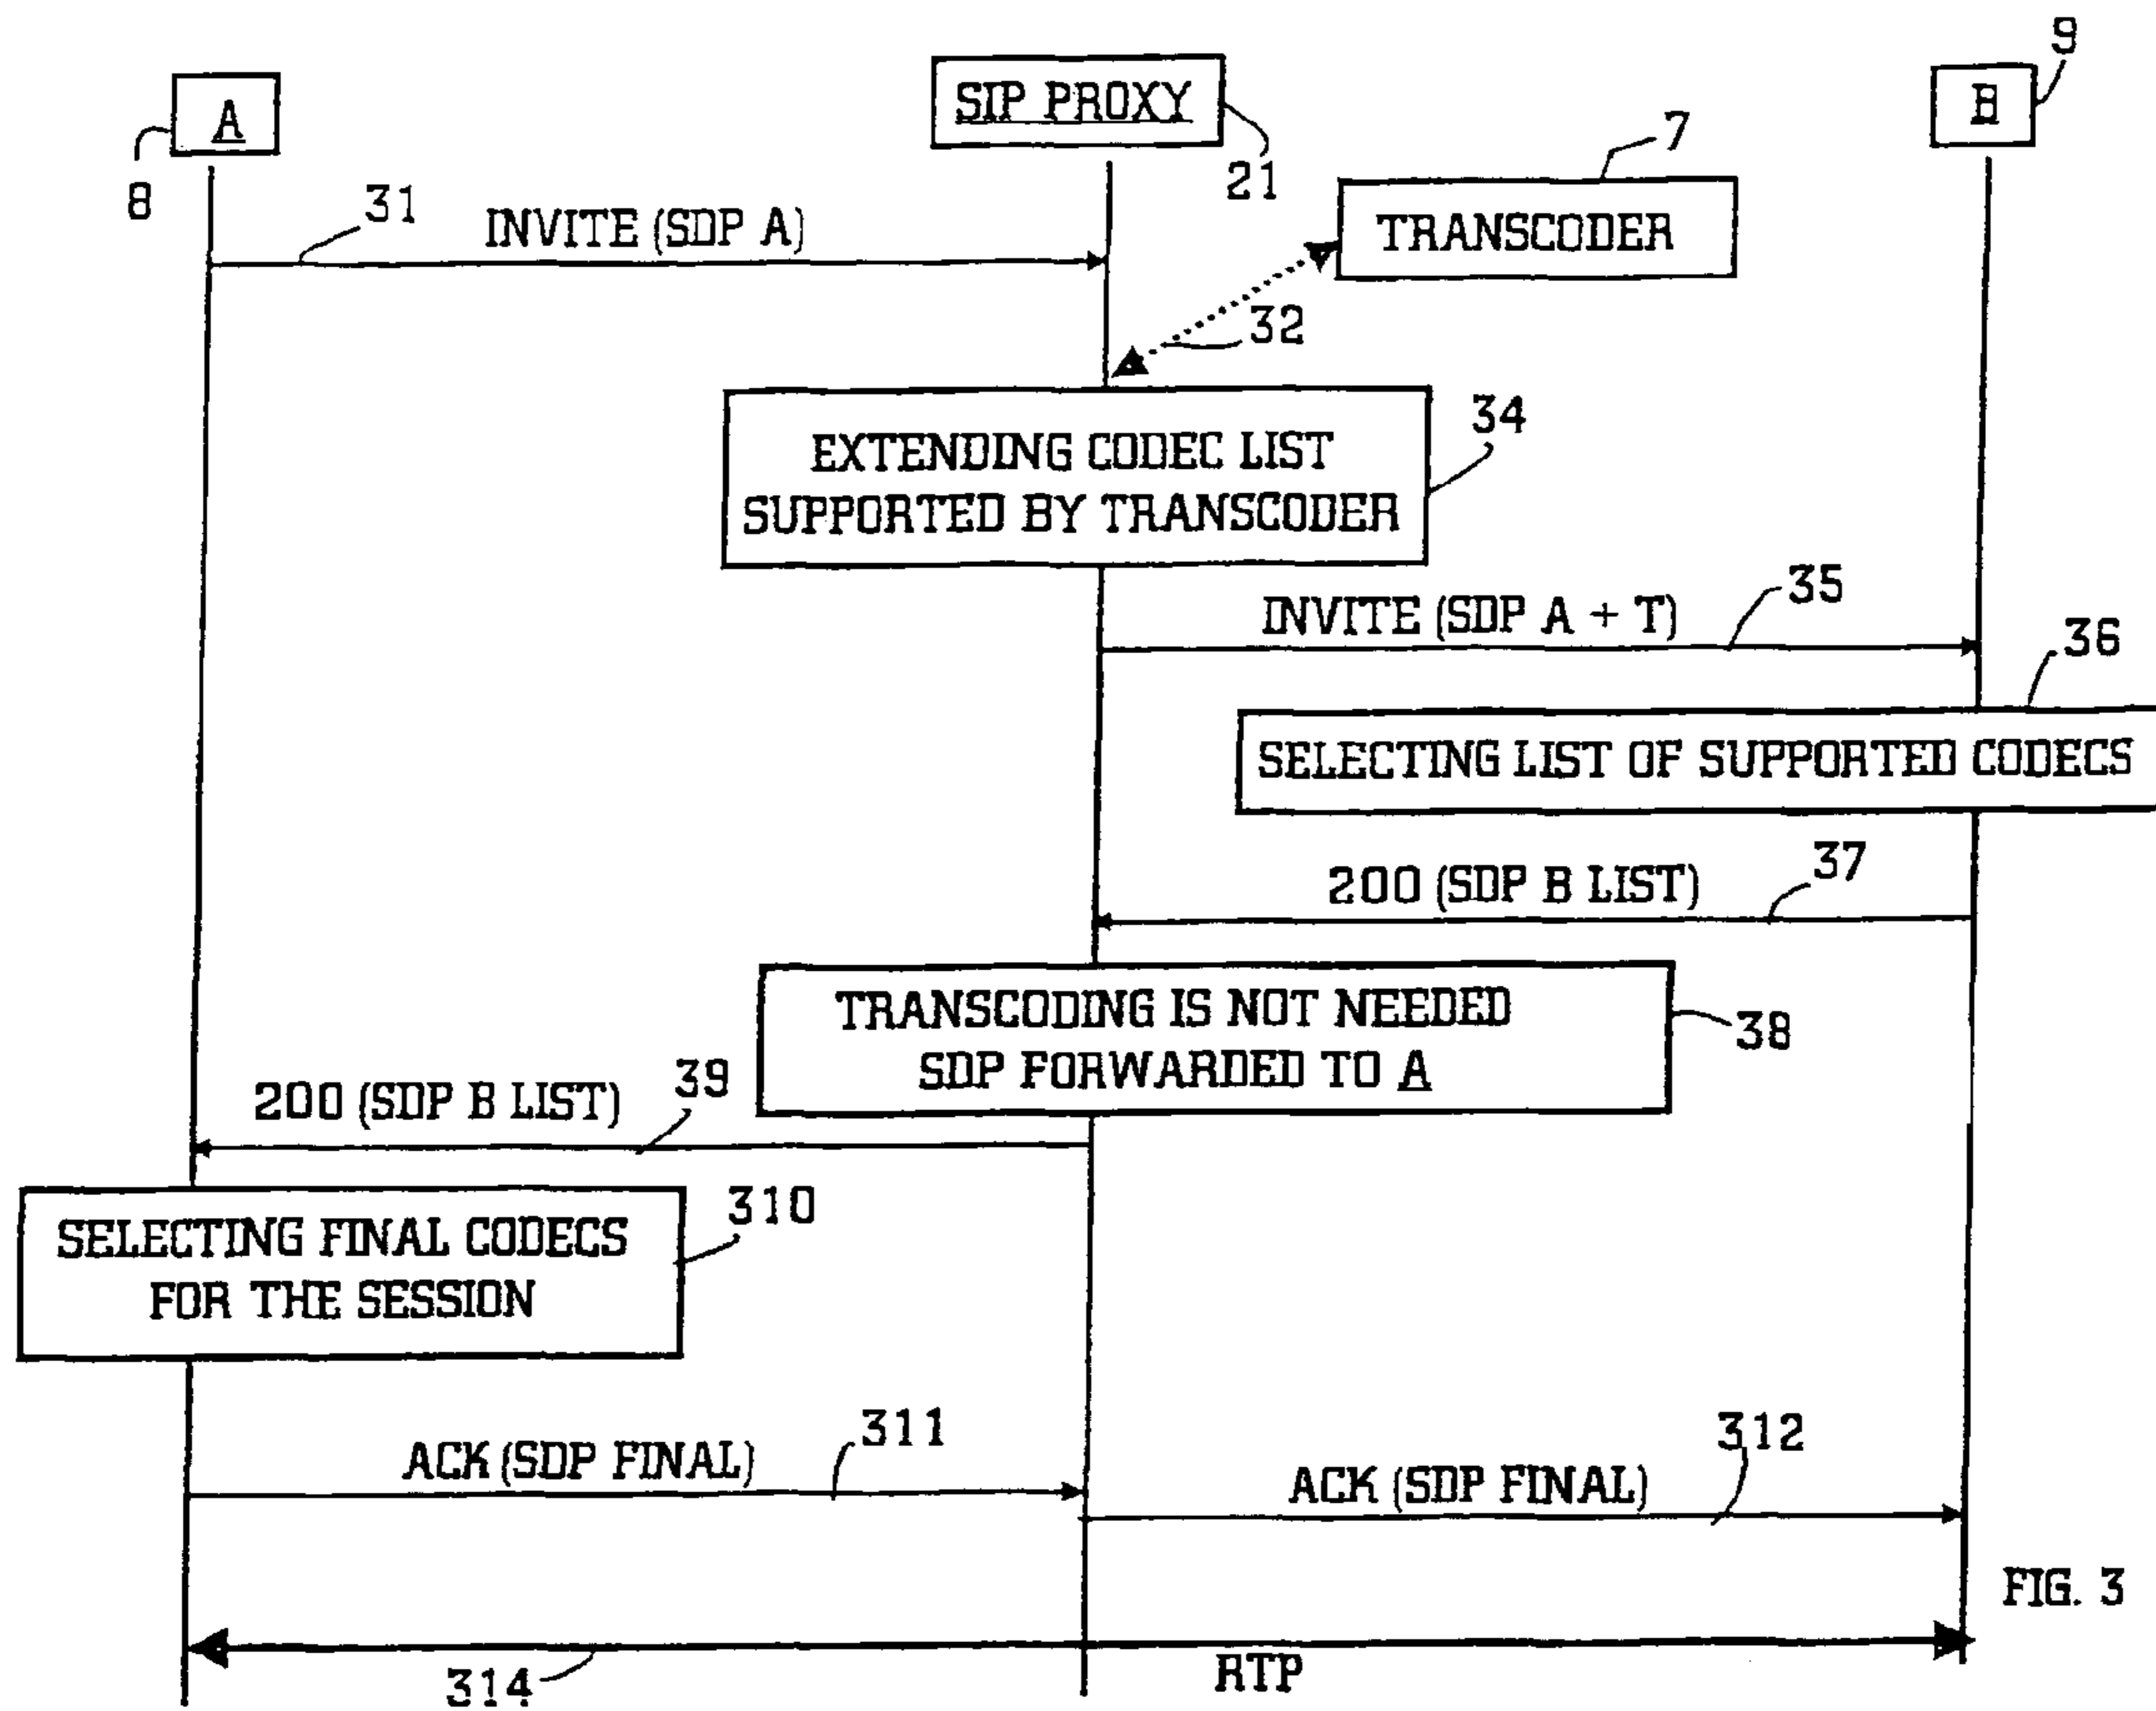 A
SIP PROXY
B
9
8
21
7
TRANSCODER
31
INVITE (SDP A)
32
34
EXTENDING CODEC LIST
SUPPORTED BY TRANSCODER
35
INVITE (SDP A + T)
36
SELECTING LIST OF SUPPORTED CODECS
37
200 (SDP B LIST)
TRANSCODING IS NOT NEEDED
SDP FORWARDED TO A
38
39
200 (SDP B LIST)
310
SELECTING FINAL CODECS
FOR THE SESSION
311
ACK (SDP FINAL)
312
ACK (SDP FINAL)
FIG. 3
314
RTP